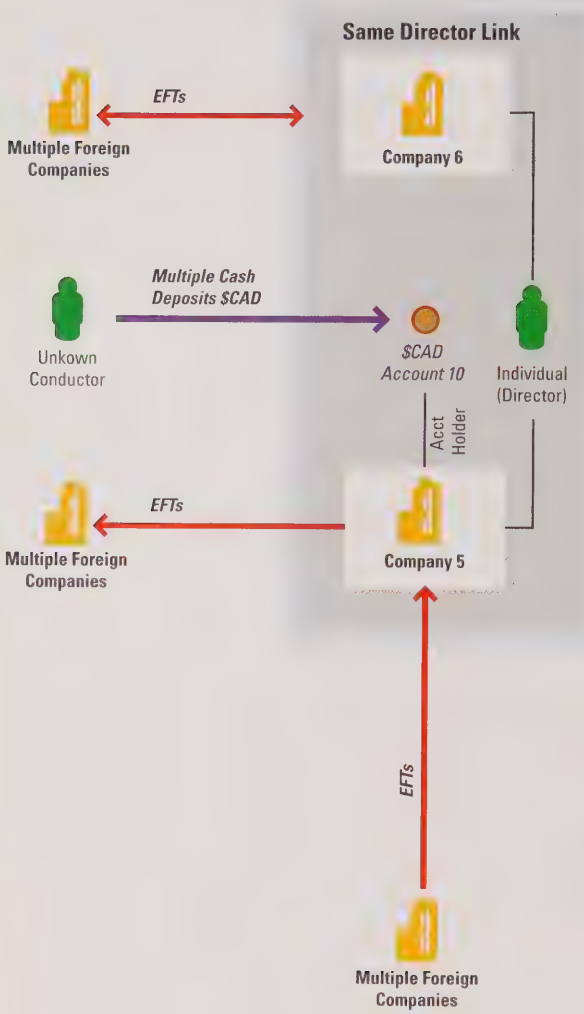 Same Director Link
EFTs
Multiple Foreign
Companies
Company 6
Multiple Cash
Deposits $CAD
Unkown
Conductor
$CAD
Account 10
Individual
(Director)
Acct
Holder
EFTs
Multiple Foreign
Companies
Company 5
EFTs
Multiple Foreign
Companies